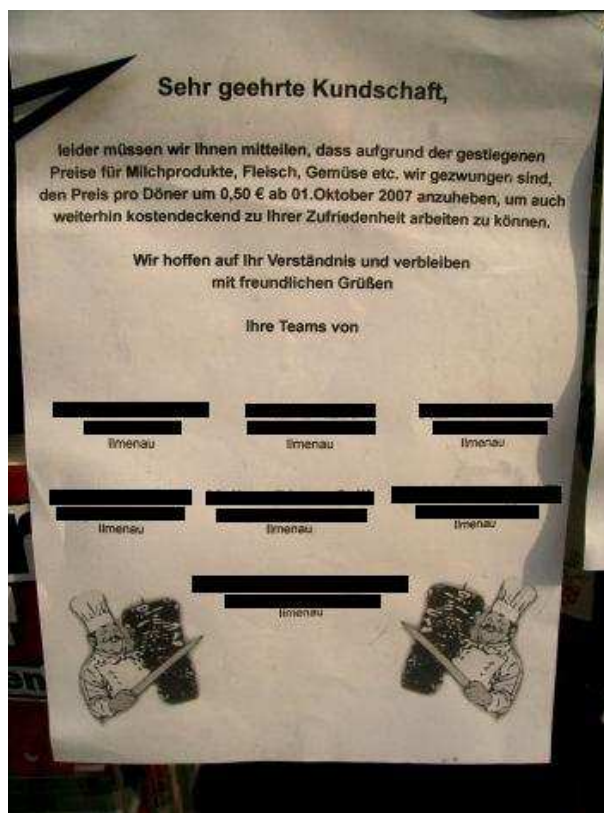 Sehr geehrte Kundschaft,
leider müssen wir Ihnen mitteilen, dass aufgrund der gestiegenen
Preise für Milchprodukte, Fleisch, Gemüse etc. wir gezwungen sind,
den Preis pro Döner um 0,50 € ab 01.Oktober 2007 anzuheben, um auch
weiterhin kostendeckend zu Ihrer Zufriedenheit arbeiten zu können.
Wir hoffen auf Ihr Verständnis und verbleiben
mit freundlichen Grüßen
Ihre Teams von
Ilmenau Ilmenau Ilmenau
Ilmenau Ilmenau Ilmenau
Ilmenau